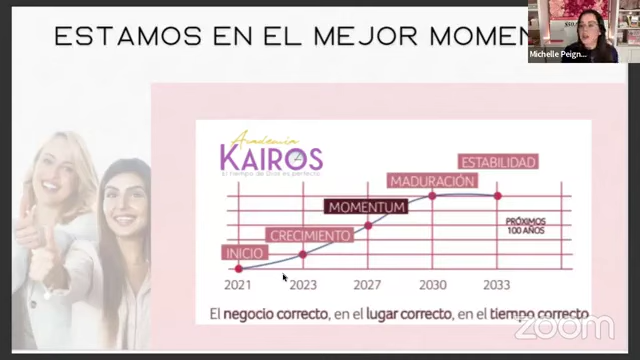 ESTAMOS EN EL MEJOR MOMEN
Michelle Peign...
Academia
KAIROS
El tiempo de Dios es perfecto
ESTABILIDAD
MADURACIÓN
MOMENTUM
PRÓXIMOS
100 AÑOS
CRECIMIENTO
INICIO
2021 2023 2027 2030 2033
El negocio correcto, en el lugar correcto, en el tiempo correcto
zoom